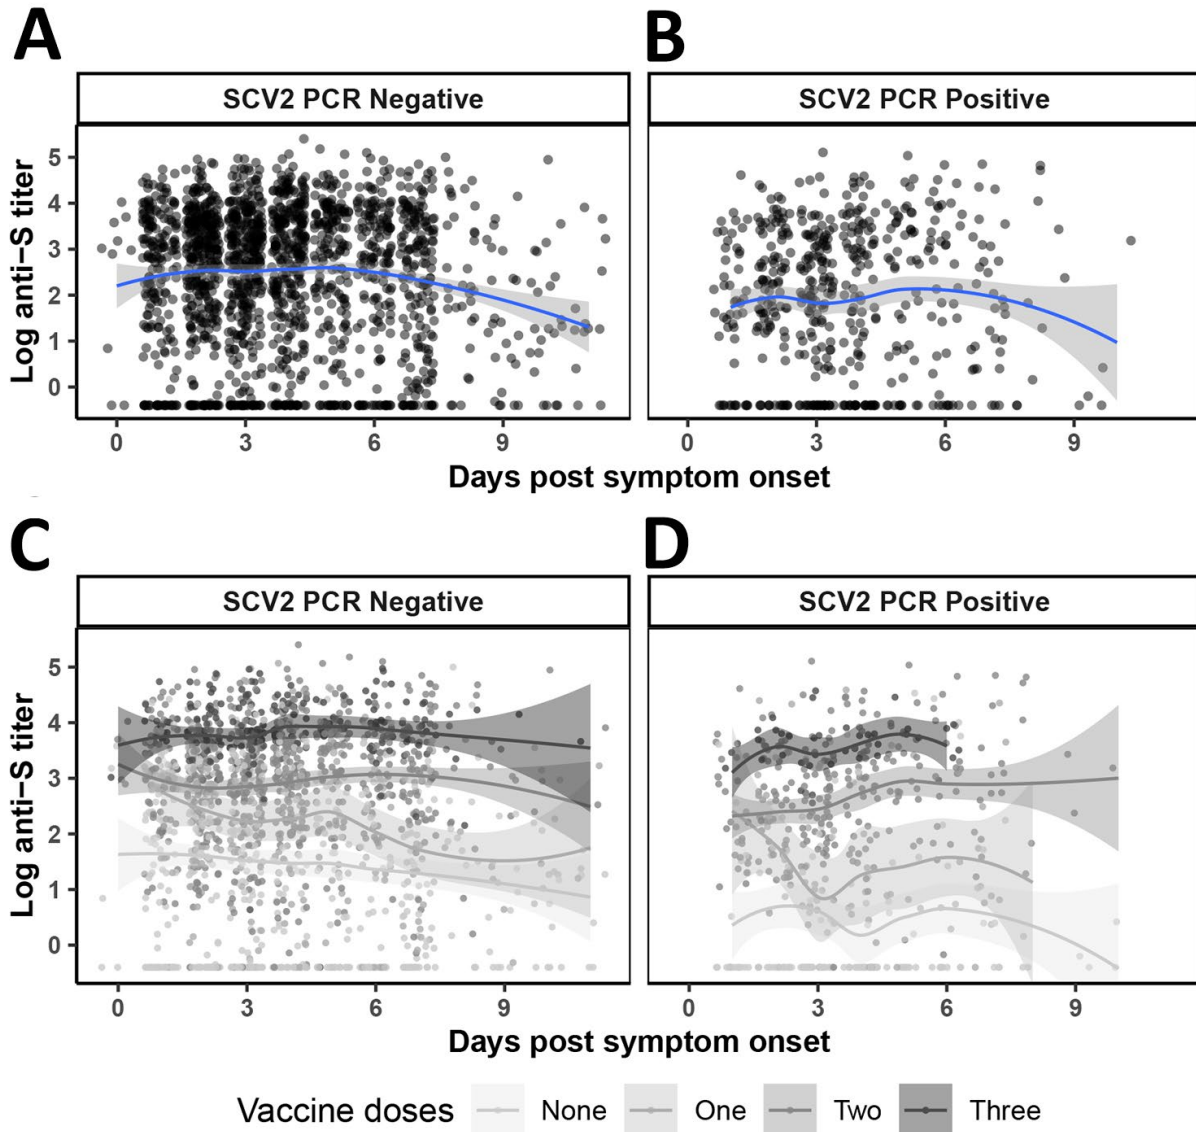 A B
SCV2 PCR Negative SCV2 PCR Positive
Log anti-S titer
5
4
3
2
1
0
0 3 6 9 0 3 6 9
Days post symptom onset
C D
SCV2 PCR Negative SCV2 PCR Positive
Log anti-S titer
5
4
3
2
1
0
0 3 6 9 0 3 6 9
Days post symptom onset
Vaccine doses None One Two Three